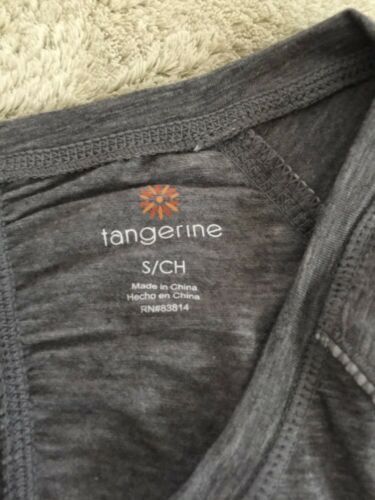 tangerine
S/CH
Made in China
Hecho en China
RN#83814